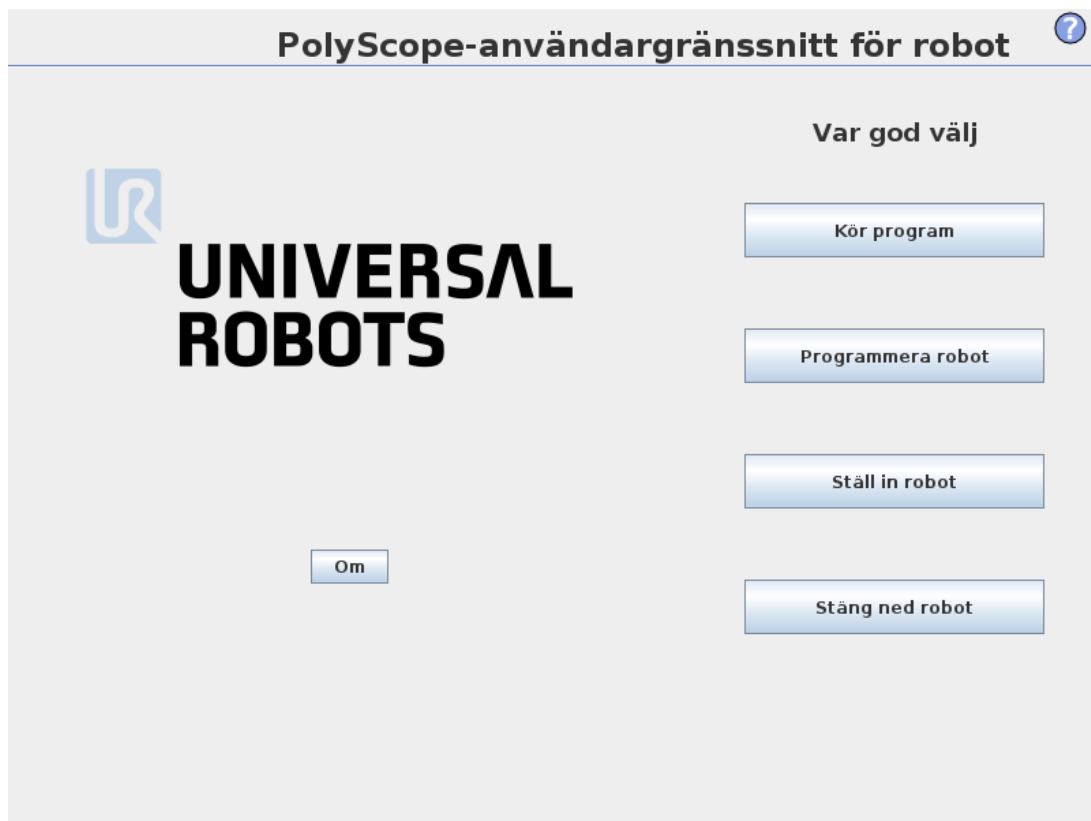 PolyScope-användargränssnitt för robot
?
Var god välj
UR
UNIVERSAL
ROBOTS
Kör program
Programmera robot
Ställ in robot
Om
Stäng ned robot